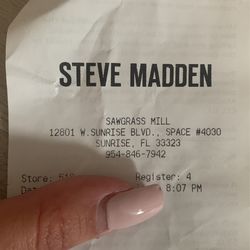 STEVE MADDEN
SAWGRASS MILL
12801 W.SUNRISE BLVD., SPACE #4030
SUNRISE, FL 33323
954-846-7942
Store: Register: 4
8:07 PM